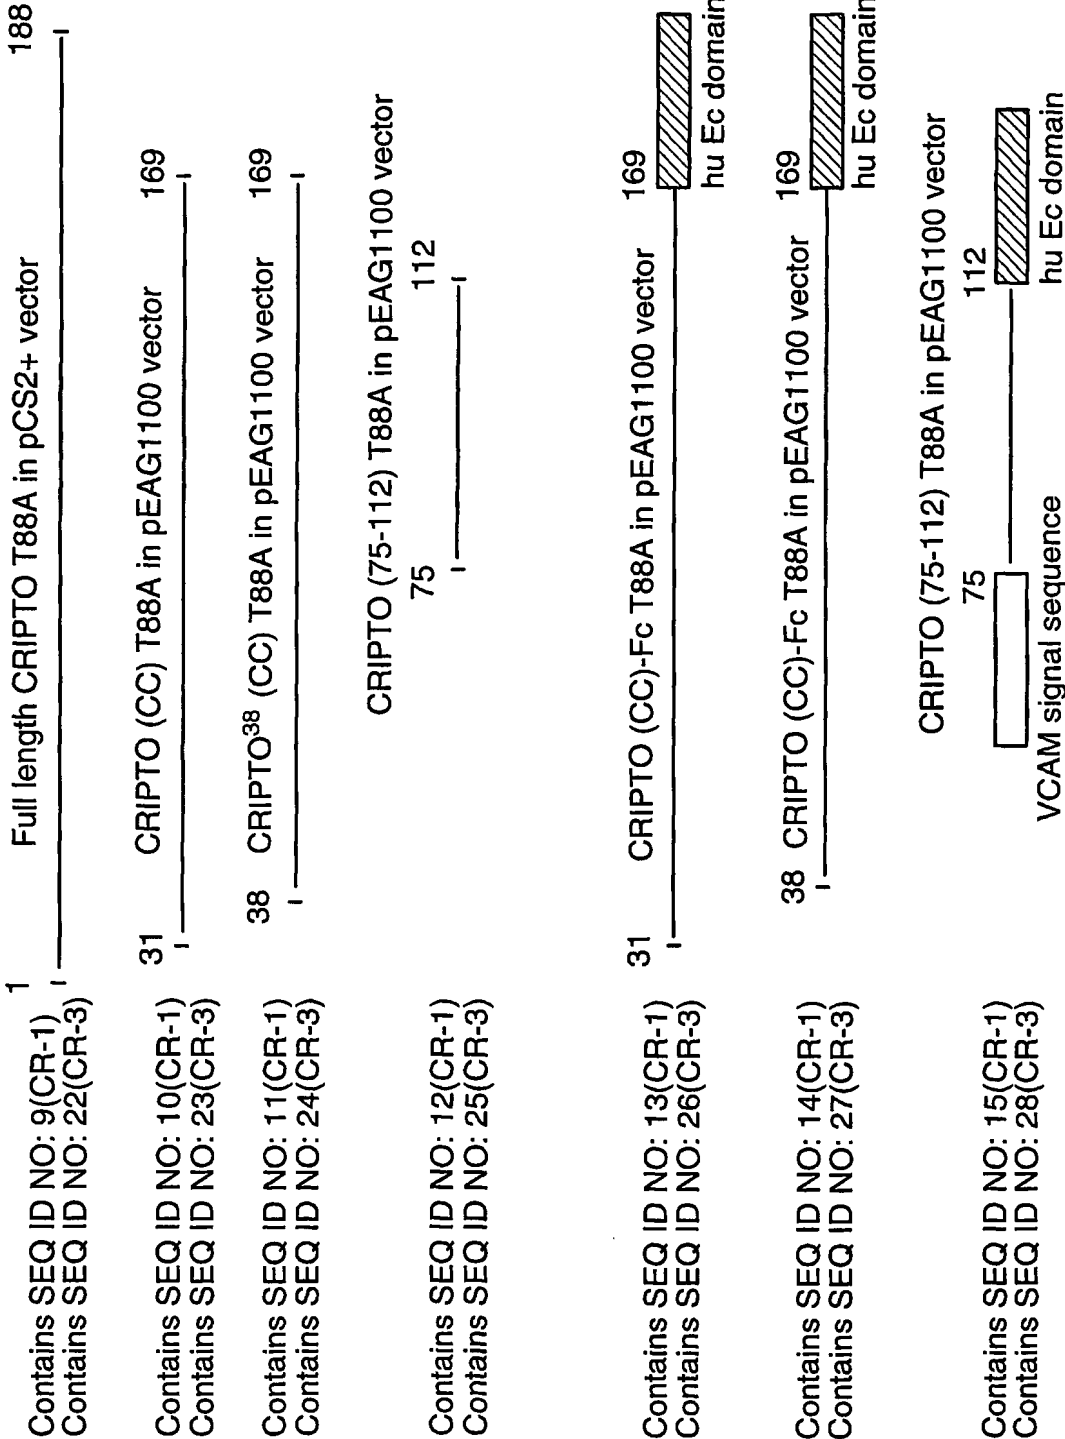 Contains SEQ ID NO: 9(CR-1)
Contains SEQ ID NO: 22(CR-3)
1
Full length CRIPTO T88A in pCS2+ vector
188
Contains SEQ ID NO: 10(CR-1)
Contains SEQ ID NO: 23(CR-3)
31
CRIPTO (CC) T88A in pEAG1100 vector
169
Contains SEQ ID NO: 11(CR-1)
Contains SEQ ID NO: 24(CR-3)
38
CRIPTO³⁸ (CC) T88A in pEAG1100 vector
169
Contains SEQ ID NO: 12(CR-1)
Contains SEQ ID NO: 25(CR-3)
CRIPTO (75-112) T88A in pEAG1100 vector
75
112
Contains SEQ ID NO: 13(CR-1)
Contains SEQ ID NO: 26(CR-3)
31
CRIPTO (CC)-Fc T88A in pEAG1100 vector
169
hu Ec domain
Contains SEQ ID NO: 14(CR-1)
Contains SEQ ID NO: 27(CR-3)
38
CRIPTO (CC)-Fc T88A in pEAG1100 vector
169
hu Ec domain
Contains SEQ ID NO: 15(CR-1)
Contains SEQ ID NO: 28(CR-3)
CRIPTO (75-112) T88A in pEAG1100 vector
75
112
VCAM signal sequence
hu Ec domain